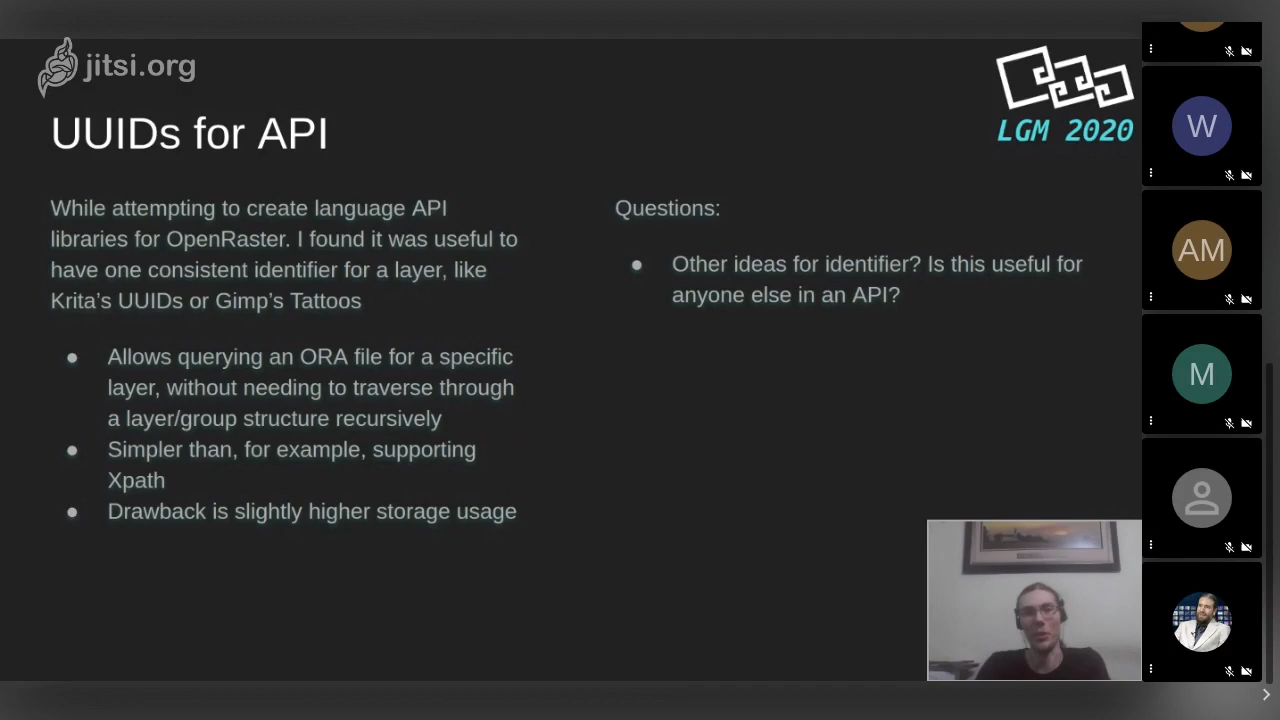 jitsi.org
LGM 2020
UUIDs for API
While attempting to create language API
libraries for OpenRaster. I found it was useful to
have one consistent identifier for a layer, like
Krita's UUIDs or Gimp's Tattoos
● Allows querying an ORA file for a specific
layer, without needing to traverse through
a layer/group structure recursively
● Simpler than, for example, supporting
Xpath
● Drawback is slightly higher storage usage
Questions:
● Other ideas for identifier? Is this useful for
anyone else in an API?
W
AM
M